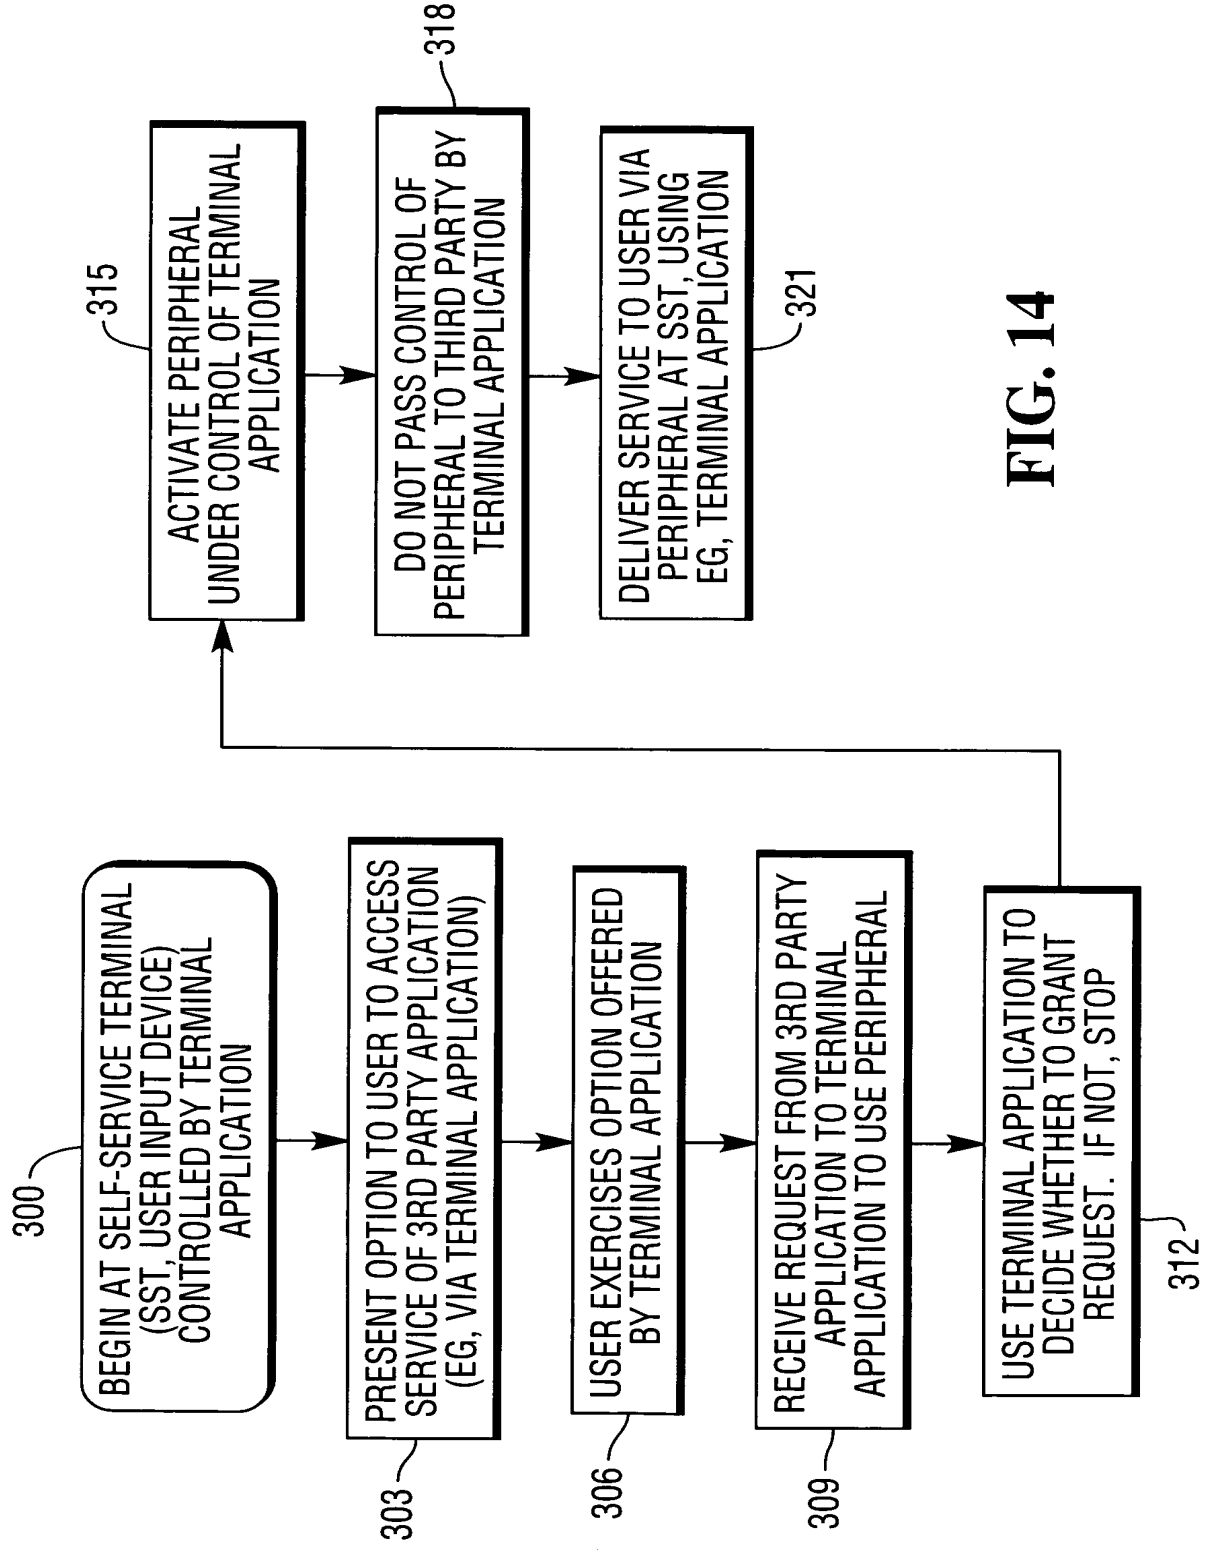 300
BEGIN AT SELF-SERVICE TERMINAL
(SST, USER INPUT DEVICE)
CONTROLLED BY TERMINAL
APPLICATION
303
PRESENT OPTION TO USER TO ACCESS
SERVICE OF 3RD PARTY APPLICATION
(EG, VIA TERMINAL APPLICATION)
306
USER EXERCISES OPTION OFFERED
BY TERMINAL APPLICATION
309
RECEIVE REQUEST FROM 3RD PARTY
APPLICATION TO TERMINAL
APPLICATION TO USE PERIPHERAL
USE TERMINAL APPLICATION TO
DECIDE WHETHER TO GRANT
REQUEST. IF NOT, STOP
312
315
ACTIVATE PERIPHERAL
UNDER CONTROL OF TERMINAL
APPLICATION
318
DO NOT PASS CONTROL OF
PERIPHERAL TO THIRD PARTY BY
TERMINAL APPLICATION
DELIVER SERVICE TO USER VIA
PERIPHERAL AT SST, USING
EG, TERMINAL APPLICATION
321
FIG. 14